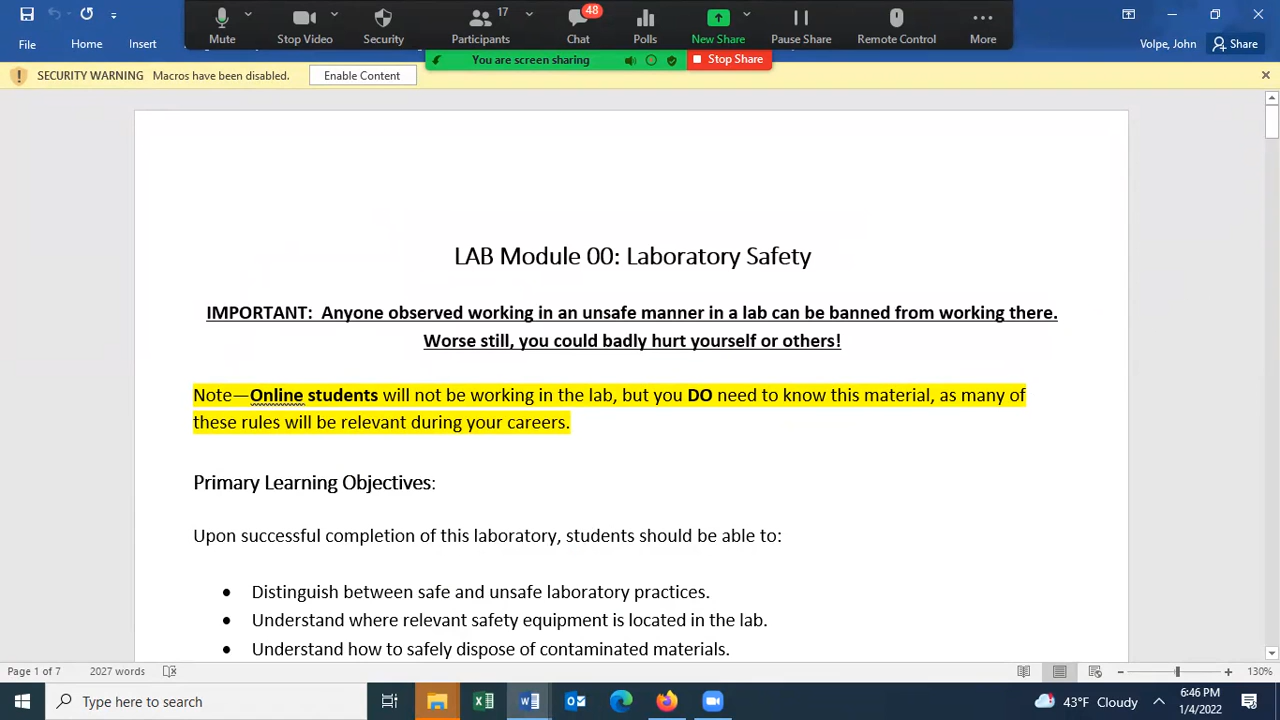 17
48
Mute
Stop Video
Security
Participants
Chat
Polls
New Share
Pause Share
Remote Control
More
File
Home
Insert
Volpe, John
Share
You are screen sharing
Stop Share
SECURITY WARNING Macros have been disabled.
Enable Content
LAB Module 00: Laboratory Safety
IMPORTANT: Anyone observed working in an unsafe manner in a lab can be banned from working there.
Worse still, you could badly hurt yourself or others!
Note—Online students will not be working in the lab, but you DO need to know this material, as many of
these rules will be relevant during your careers.
Primary Learning Objectives:
Upon successful completion of this laboratory, students should be able to:
• Distinguish between safe and unsafe laboratory practices.
• Understand where relevant safety equipment is located in the lab.
• Understand how to safely dispose of contaminated materials.
Page 1 of 7
2027 words
130%
Type here to search
43°F Cloudy
6:46 PM
1/4/2022